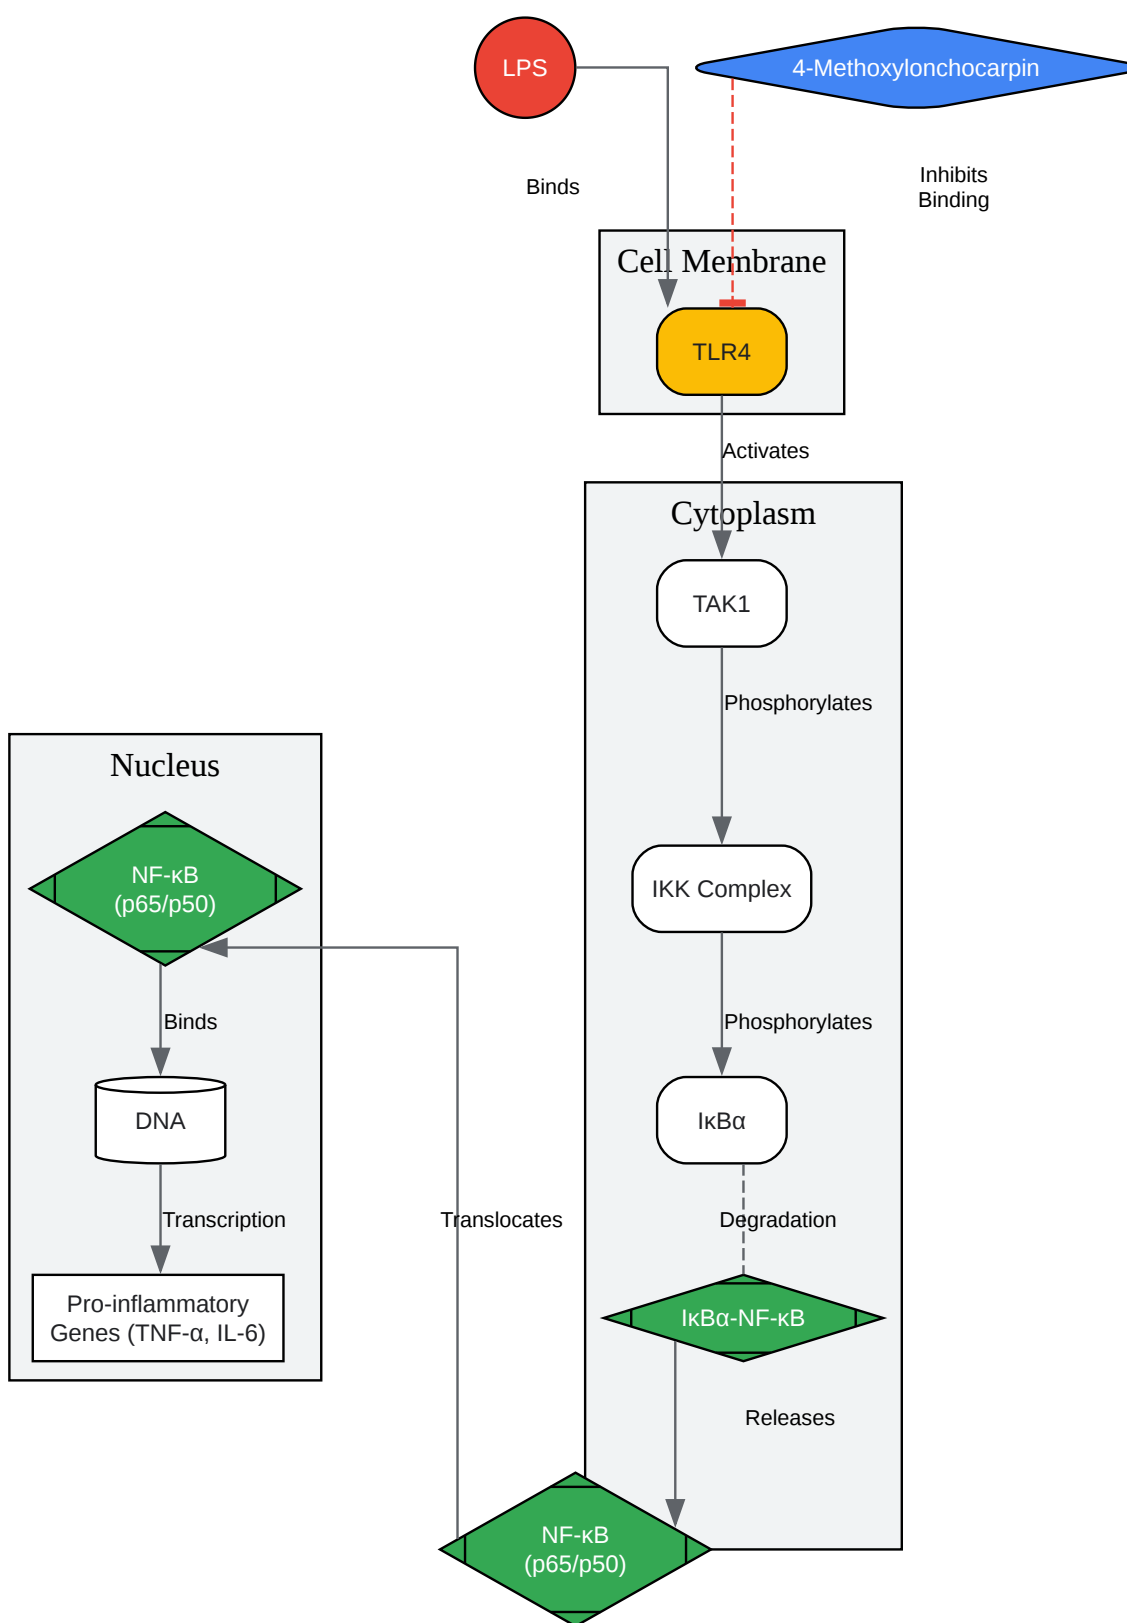 LPS
4-Methoxylonchocarpin
Binds
Inhibits
Binding
Cell Membrane
TLR4
Activates
Cytoplasm
TAK1
Phosphorylates
Nucleus
NF-κB
(p65/p50)
IKK Complex
Binds
Phosphorylates
DNA
IκBα
Transcription
Translocates
Degradation
Pro-inflammatory
Genes (TNF-α, IL-6)
IκBα-NF-κB
Releases
NF-κB
(p65/p50)